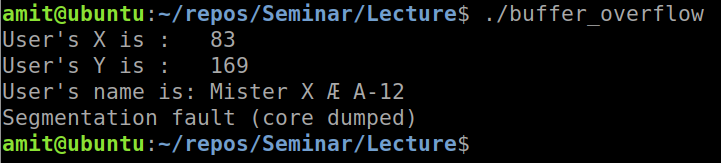 amit@ubuntu:~/repos/Seminar/Lecture$ ./buffer_overflow
User's X is :   83
User's Y is :   169
User's name is: Mister X Æ A-12
Segmentation fault (core dumped)
amit@ubuntu:~/repos/Seminar/Lecture$